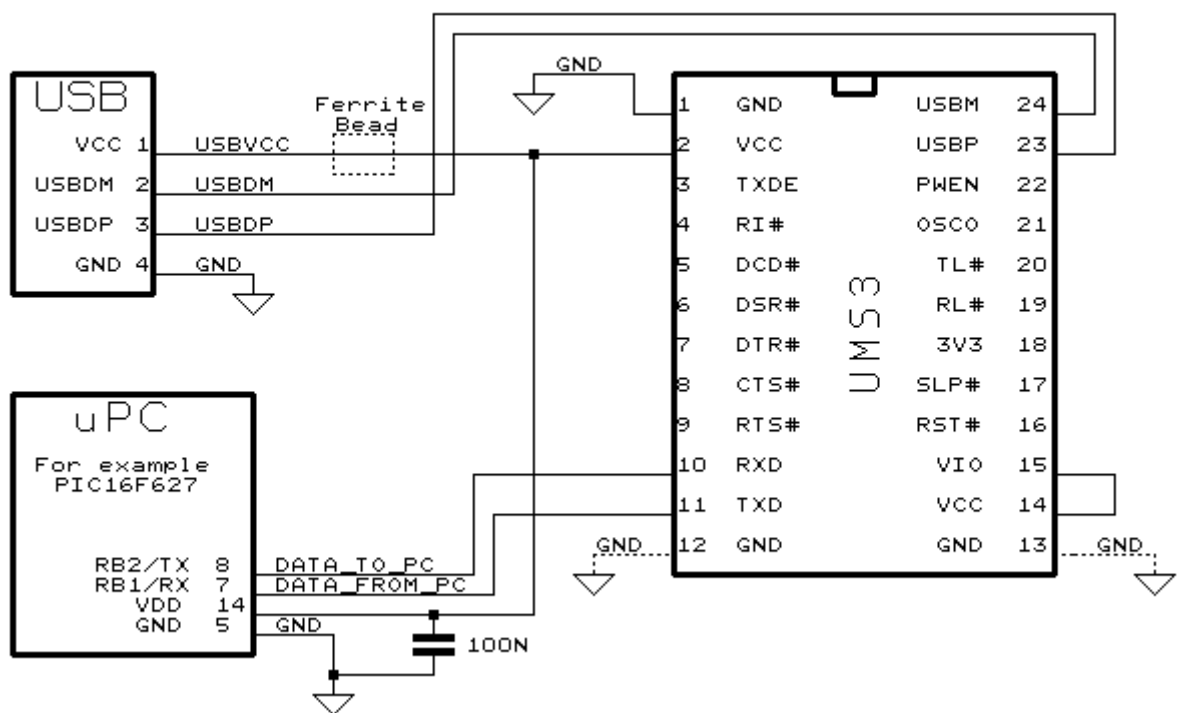 USB
VCC 1
USBDM 2
USBDP 3
GND 4
USBVCC
USBDM
USBDP
GND
Ferrite
Bead
GND
UMS3
1 GND
2 VCC
3 TXDE
4 RI#
5 DCD#
6 DSR#
7 DTR#
8 CTS#
9 RTS#
10 RXD
11 TXD
12 GND
USBM 24
USBP 23
PWEN 22
OSCO 21
TL# 20
RL# 19
3V3 18
SLP# 17
RST# 16
VIO 15
VCC 14
GND 13
GND
GND
uPC
For example
PIC16F627
RB2/TX 8
RB1/RX 7
VDD 14
GND 5
DATA_TO_PC
DATA_FROM_PC
GND
100N